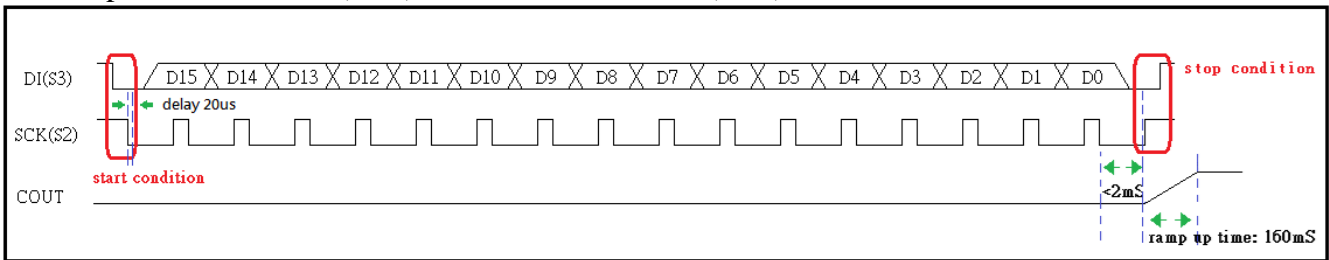 DI(S3) D15 D14 D13 D12 D11 D10 D9 D8 D7 D6 D5 D4 D3 D2 D1 D0 stop Condition
delay 20us
SCK(S2)
start condition
COUT
<2mS
ramp up time: 160mS